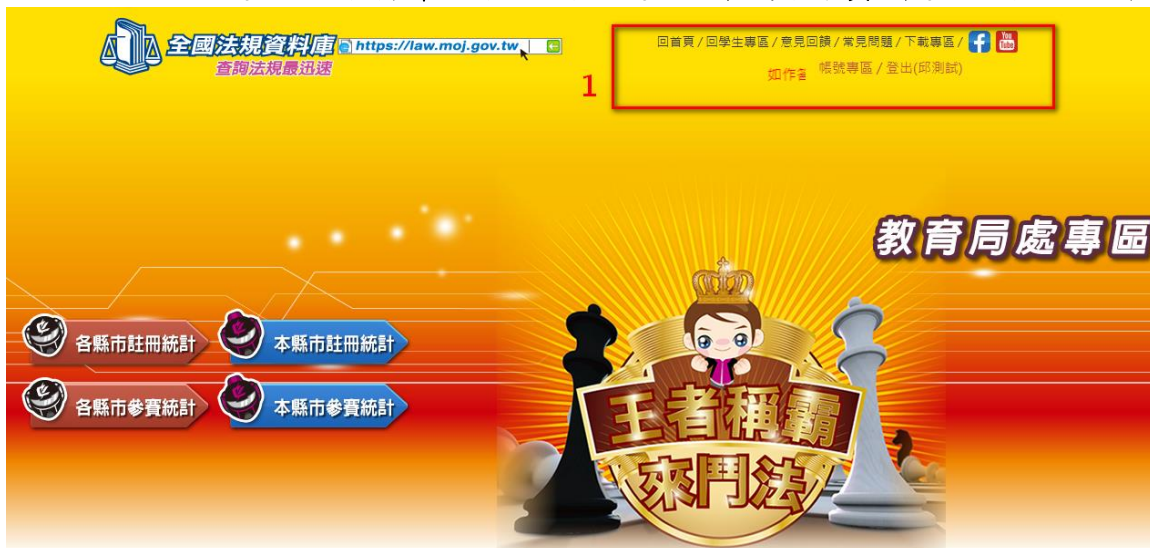 全國法規資料庫 https://law.moj.gov.tw
查詢法規最迅速
回首頁 / 回學生專區 / 意見回饋 / 常見問題 / 下載專區 /
You Tube
帳號專區 / 登出(邱測試)
1
教育局處專區
各縣市註冊統計
本縣市註冊統計
各縣市參賽統計
本縣市參賽統計
王者稱霸
來鬥法